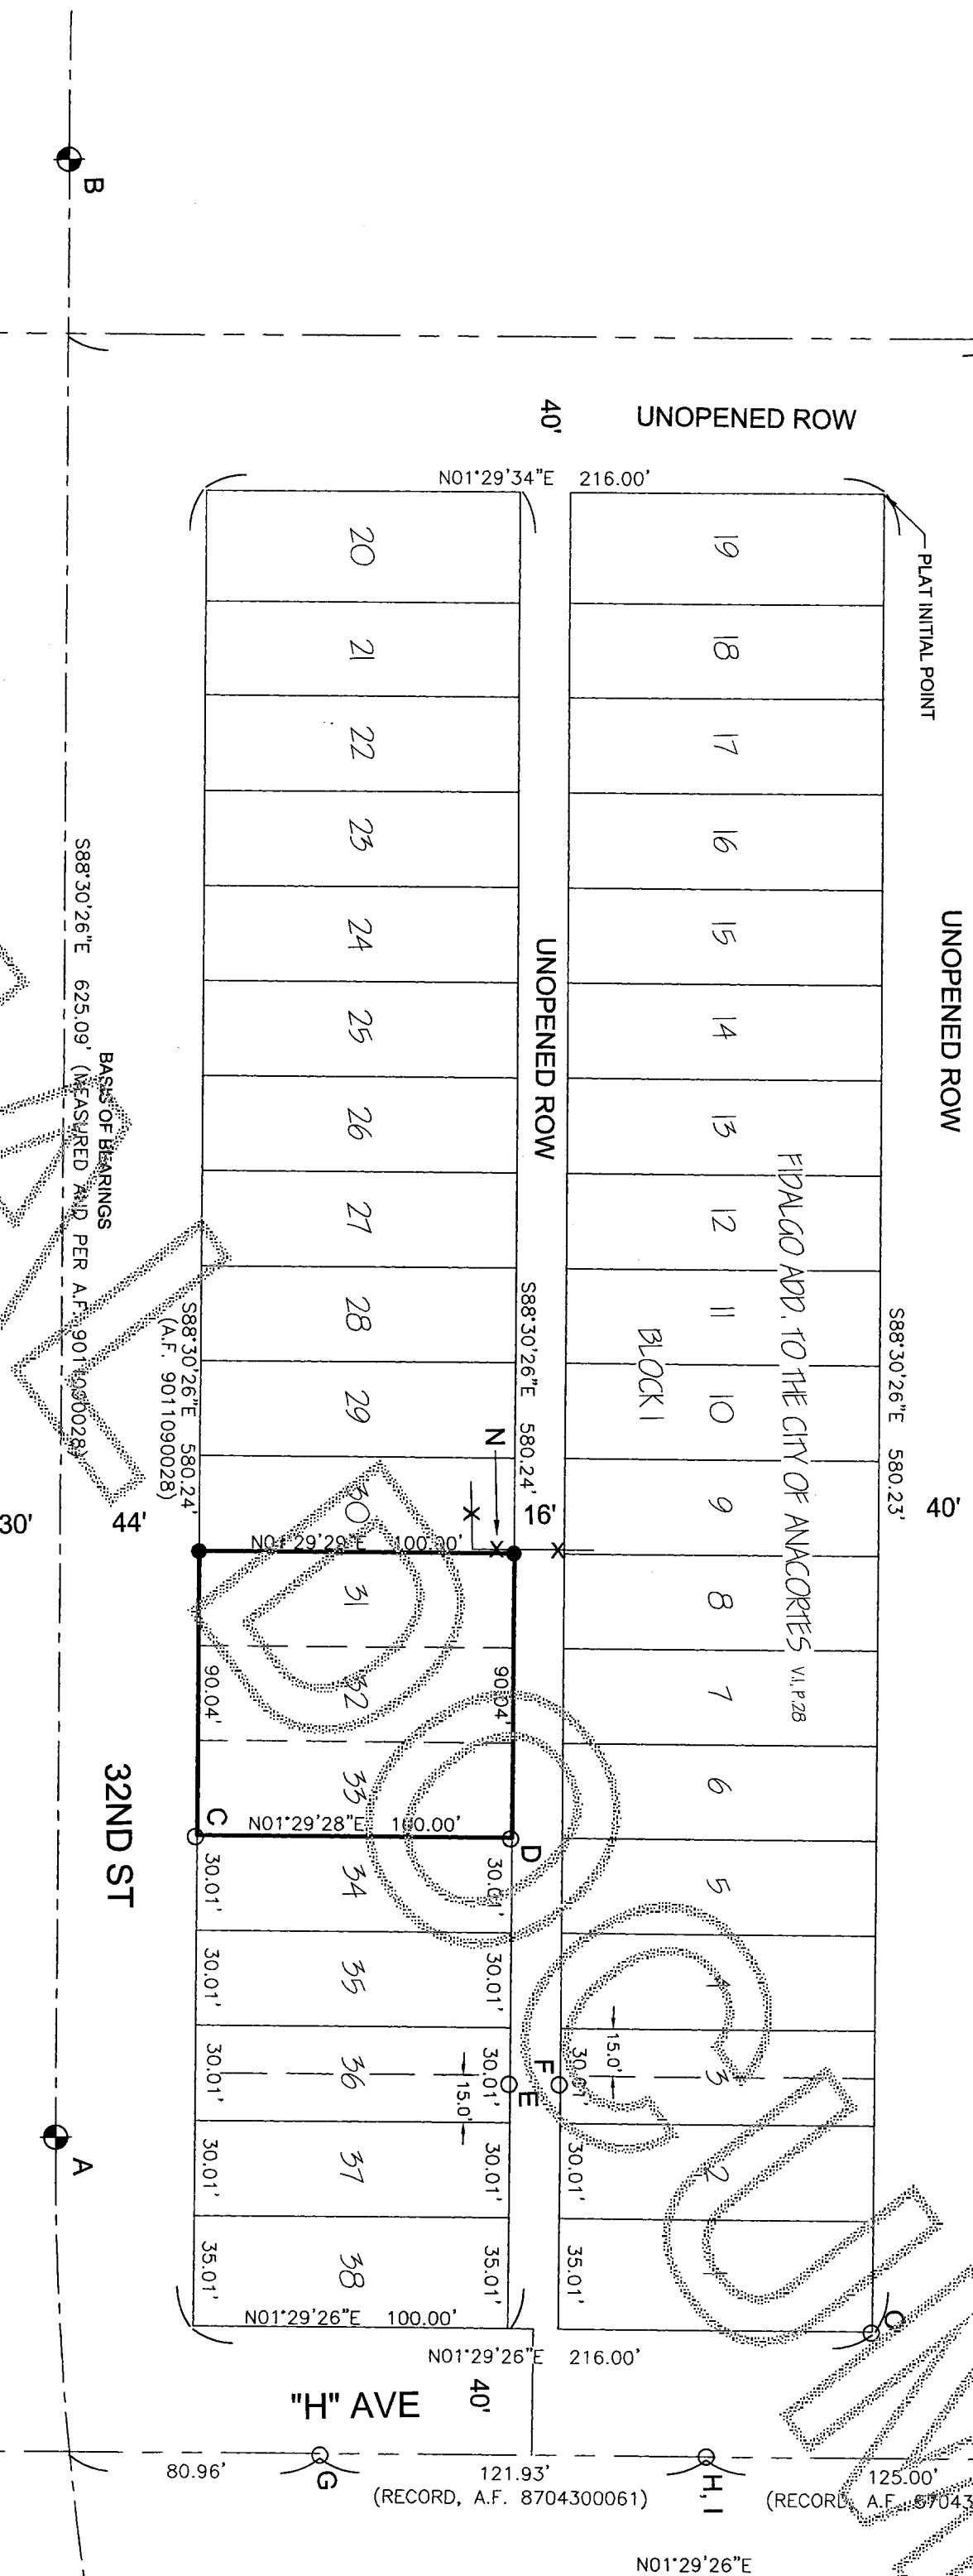 B
UNOPENED ROW
40'
N01°29'34"E 216.00'
PLAT INITIAL POINT
20
19
21
18
22
17
23
16
24
15
25
14
26
13
27
12
28
11
29
10
30
9
31
8
32
7
33
6
34
5
35
4
36
3
37
2
38
1
UNOPENED ROW
UNOPENED ROW
FIDALGO ADD. TO THE CITY OF ANACORTES V.1, P.28
BLOCK 1
S88°30'26"E 580.23'
40'
S88°30'26"E 580.24'
16'
N
S88°30'26"E 580.24'
(A.F. 9011090028)
BASIS OF BEARINGS
S88°30'26"E 625.09' (MEASURED AND PER A.F. 9011090028)
30'
44'
N01°29'29"E 100.00'
90.04'
90.04'
N01°29'28"E 100.00'
C
D
32ND ST
30.01'
30.01'
30.01'
30.01'
15.0'
30.01'
30.01'
F
30.01'
E
15.0'
30.01'
30.01'
30.01'
35.01'
35.01'
35.01'
A
N01°29'26"E 100.00'
N01°29'26"E 216.00'
"H" AVE
40'
80.96'
G
121.93'
(RECORD, A.F. 8704300061)
H, I
125.00'
(RECORD, A.F. 87043
N01°29'26"E
DOCUM